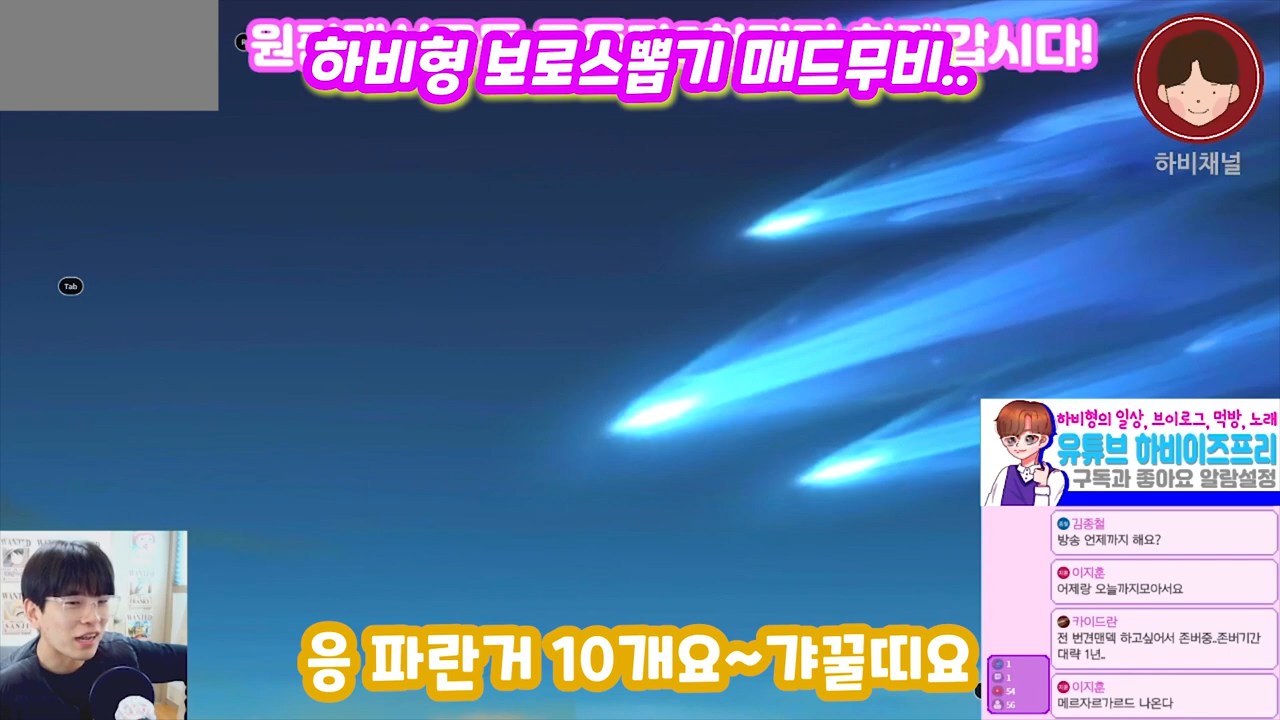 하비형 보로스뽑기 매드무비..
갑시다!
하비채널
Tab
하비형의 일상, 브이로그, 먹방, 노래
유튜브 하비이즈프리
구독과 좋아요 알람설정
김종철
방송 언제까지 해요?
이지훈
어제랑 오늘까지모아서요
카이드란
전 번견맨덱 하고싶어서 존버중..존버기간
대략 1년..
이지훈
메르자르가르드 나온다
1
1
54
56
WANTED
WANTED
응 파란거 10개요~갸꿀띠요